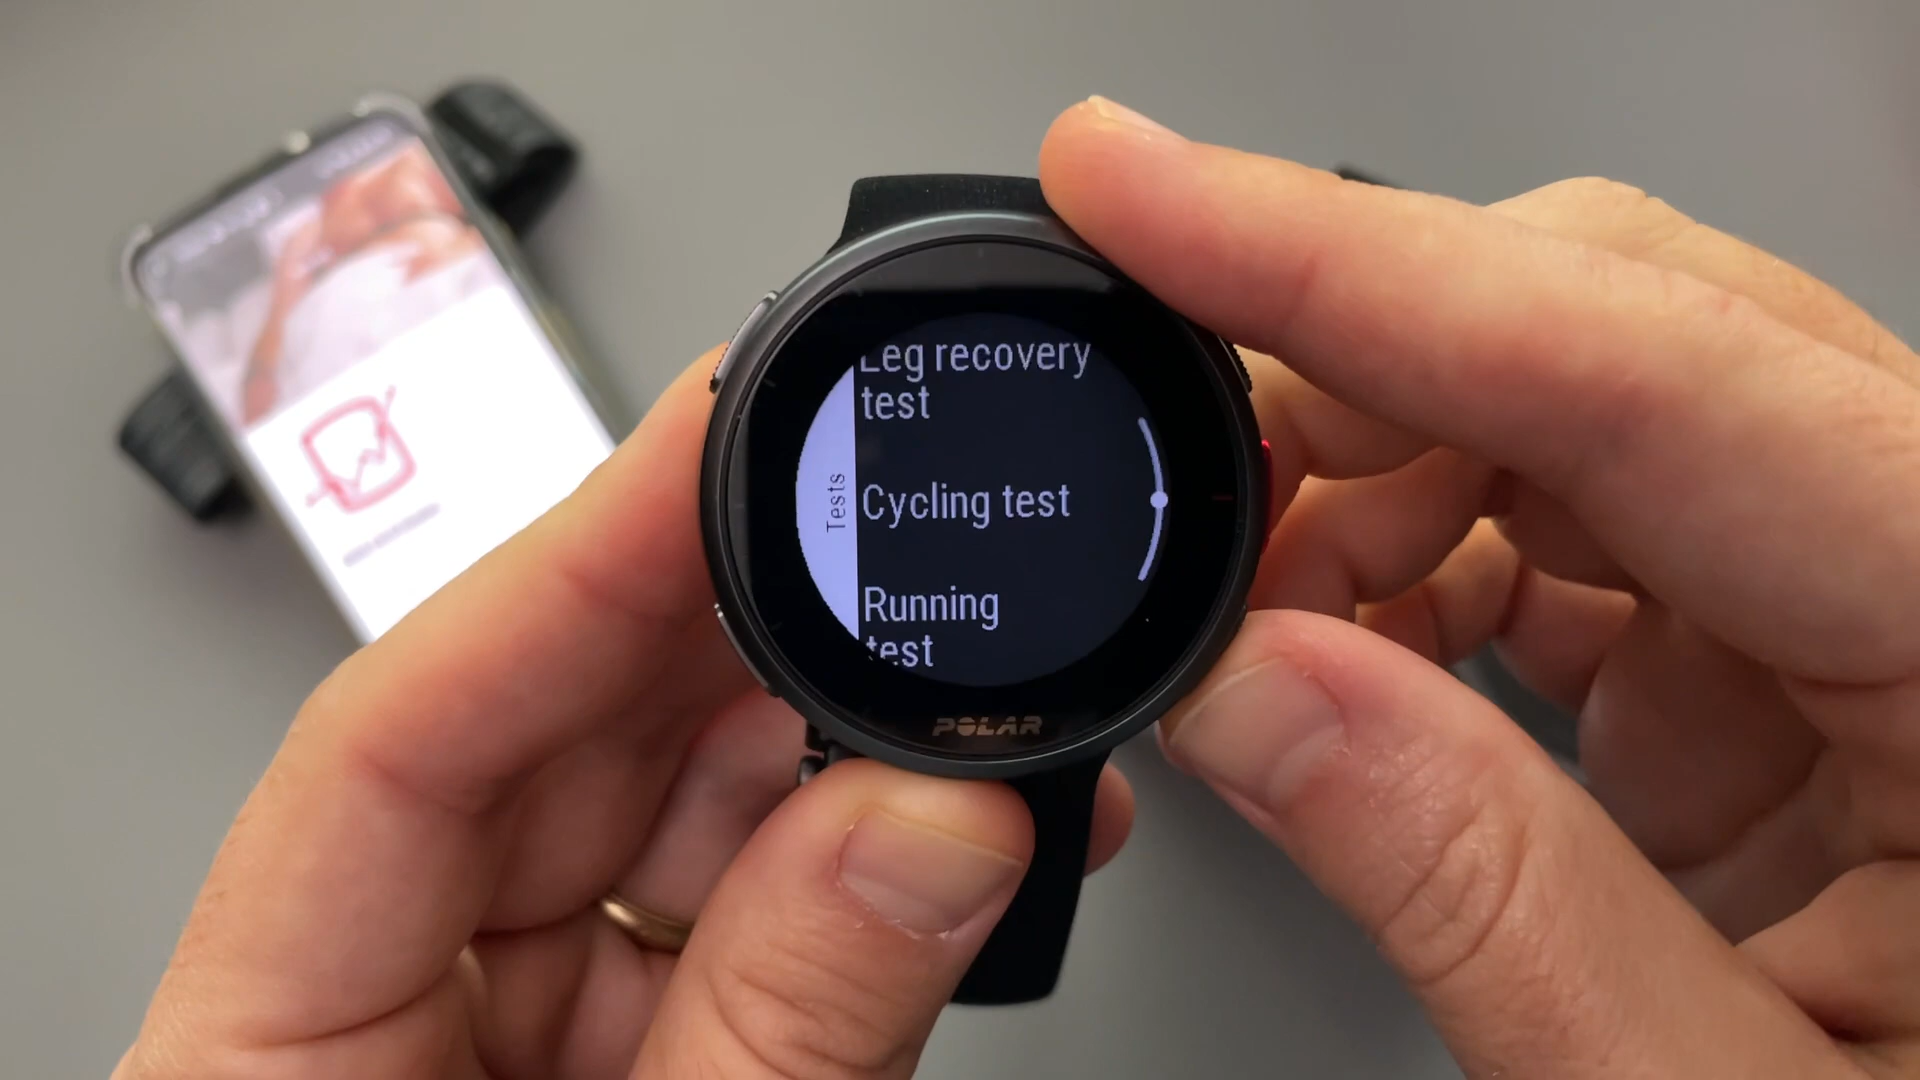 Leg recovery
test
Tests
Cycling test
Running
test
POLAR